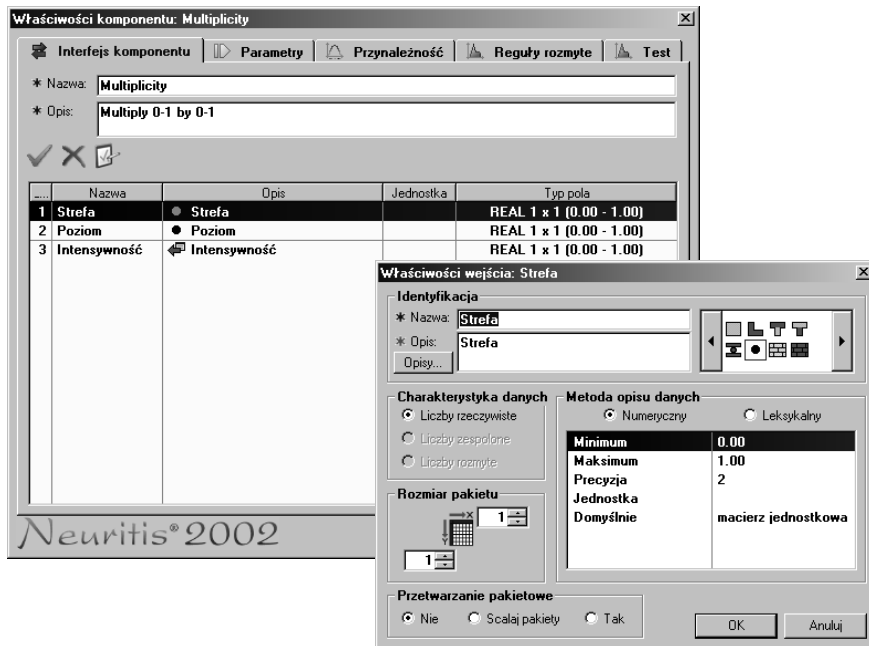 Właściwości komponentu: Multiplicity
Interfejs komponentu Parametry Przynależność Reguły rozmyte Test
* Nazwa: Multiplicity
* Opis: Multiply 0-1 by 0-1
... Nazwa Opis Jednostka Typ pola
1 Strefa Strefa REAL 1 x 1 (0.00 - 1.00)
2 Poziom Poziom REAL 1 x 1 (0.00 - 1.00)
3 Intensywność Intensywność REAL 1 x 1 (0.00 - 1.00)
Neuritis® 2002
Właściwości wejścia: Strefa
Identyfikacja
* Nazwa: Strefa
* Opis: Strefa
Opisy...
Charakterystyka danych
Liczby rzeczywiste
Liczby zespolone
Liczby rozmyte
Metoda opisu danych
Numeryczny Leksykalny
Minimum 0.00
Maksimum 1.00
Precyzja 2
Jednostka
Domyślnie macierz jednostkowa
Rozmiar pakietu
X 1
Y
1
Przetwarzanie pakietowe
Nie Scalaj pakiety Tak
OK Anuluj